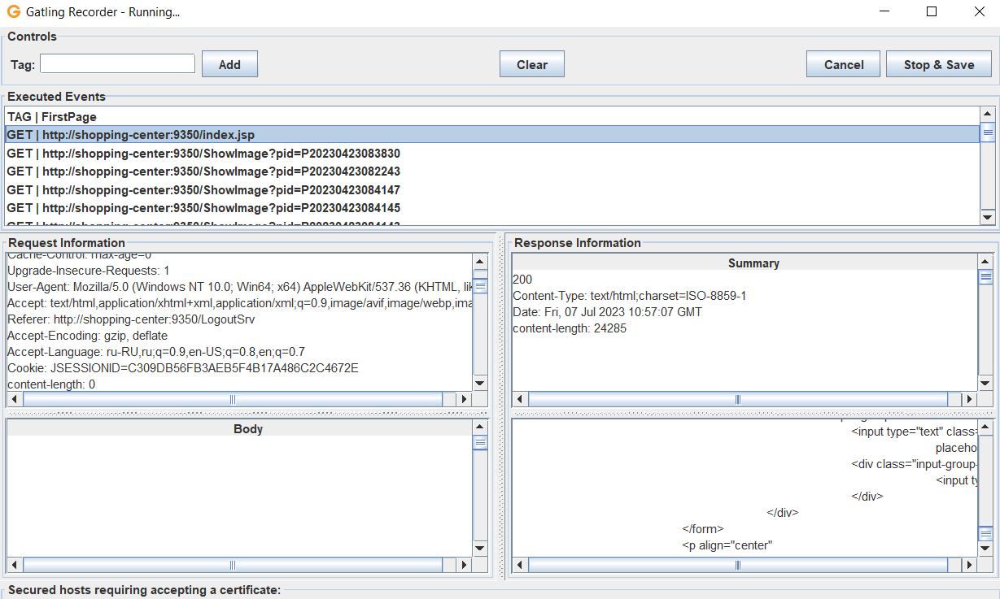 Gatling Recorder - Running...
Controls
Tag: Add Clear Cancel Stop & Save
Executed Events
TAG | FirstPage
GET | http://shopping-center:9350/index.jsp
GET | http://shopping-center:9350/ShowImage?pid=P20230423083830
GET | http://shopping-center:9350/ShowImage?pid=P20230423082243
GET | http://shopping-center:9350/ShowImage?pid=P20230423084147
GET | http://shopping-center:9350/ShowImage?pid=P20230423084145
GET | http://shopping-center:9350/ShowImage?pid=P20230423084143
Request Information
Cache-Control: max-age=0
Upgrade-Insecure-Requests: 1
User-Agent: Mozilla/5.0 (Windows NT 10.0; Win64; x64) AppleWebKit/537.36 (KHTML, lik
Accept: text/html,application/xhtml+xml,application/xml;q=0.9,image/avif,image/webp,ima
Referer: http://shopping-center:9350/LogoutSrv
Accept-Encoding: gzip, deflate
Accept-Language: ru-RU,ru;q=0.9,en-US;q=0.8,en;q=0.7
Cookie: JSESSIONID=C309DB56FB3AEB5F4B17A486C2C4672E
content-length: 0
Body
Response Information
Summary
200
Content-Type: text/html;charset=ISO-8859-1
Date: Fri, 07 Jul 2023 10:57:07 GMT
content-length: 24285
<input type="text" class=
placeho
<div class="input-group-
<input ty
</div>
</div>
</form>
<p align="center"
Secured hosts requiring accepting a certificate: